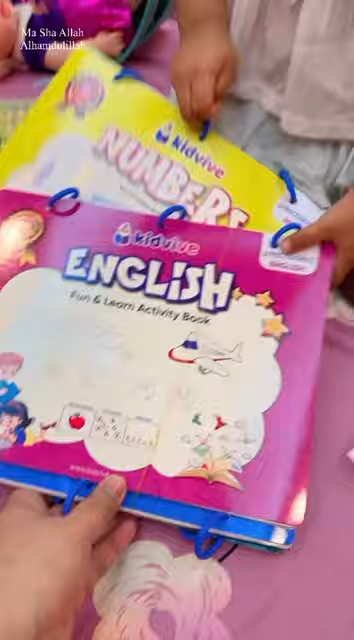 Ma Sha Allah
Alhamdulillah
kidvive
NUMBERS
kidvive
ENGLISH
Fun & Learn Activity Book